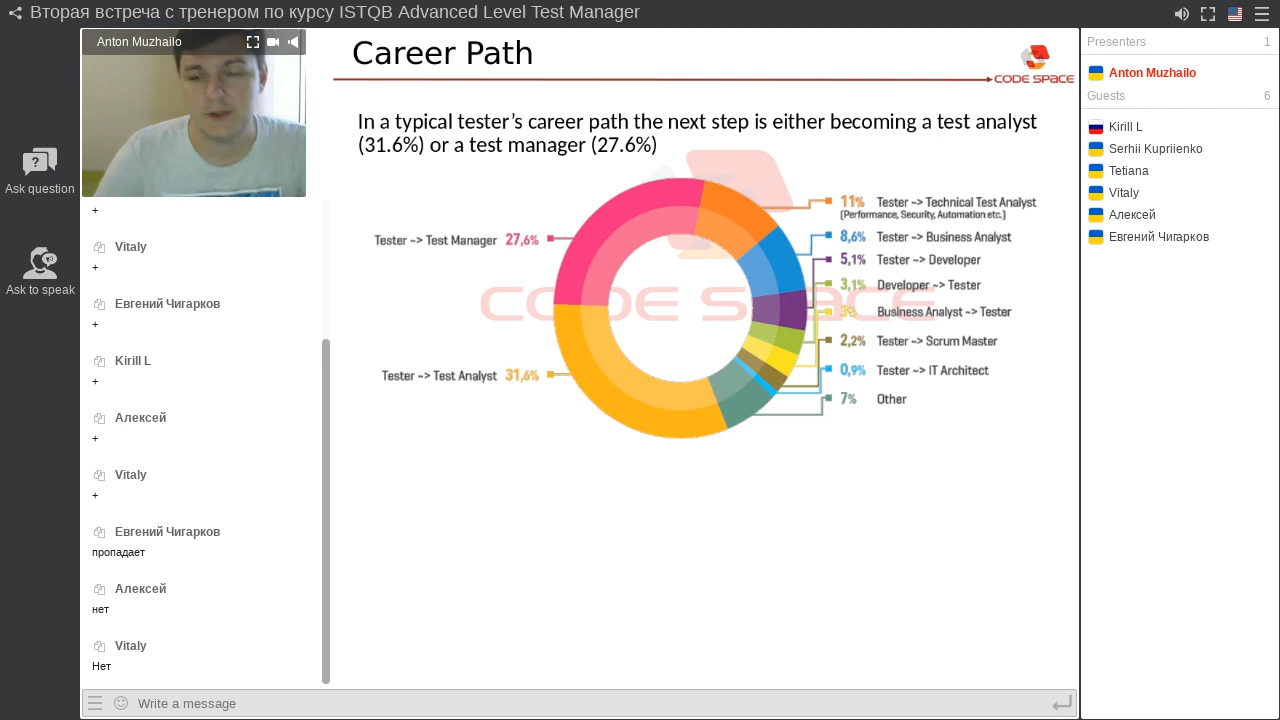 Вторая встреча с тренером по курсу ISTQB Advanced Level Test Manager
Anton Muzhailo
Ask question
Ask to speak
+
Vitaly
+
Евгений Чигарков
+
Kirill L
+
Алексей
+
Vitaly
+
Евгений Чигарков
пропадает
Алексей
нет
Vitaly
Нет
Write a message
Career Path
CODE SPACE
In a typical tester’s career path the next step is either becoming a test analyst
(31.6%) or a test manager (27.6%)
Tester ~> Test Manager 27,6%
Tester ~> Test Analyst 31,6%
11% Tester ~> Technical Test Analyst
(Performance, Security, Automation etc.)
8,6% Tester ~> Business Analyst
5,1% Tester ~> Developer
3,1% Developer ~> Tester
3% Business Analyst ~> Tester
2,2% Tester ~> Scrum Master
0,9% Tester ~> IT Architect
7% Other
CODE SPACE
Presenters 1
Anton Muzhailo
Guests 6
Kirill L
Serhii Kupriienko
Tetiana
Vitaly
Алексей
Евгений Чигарков